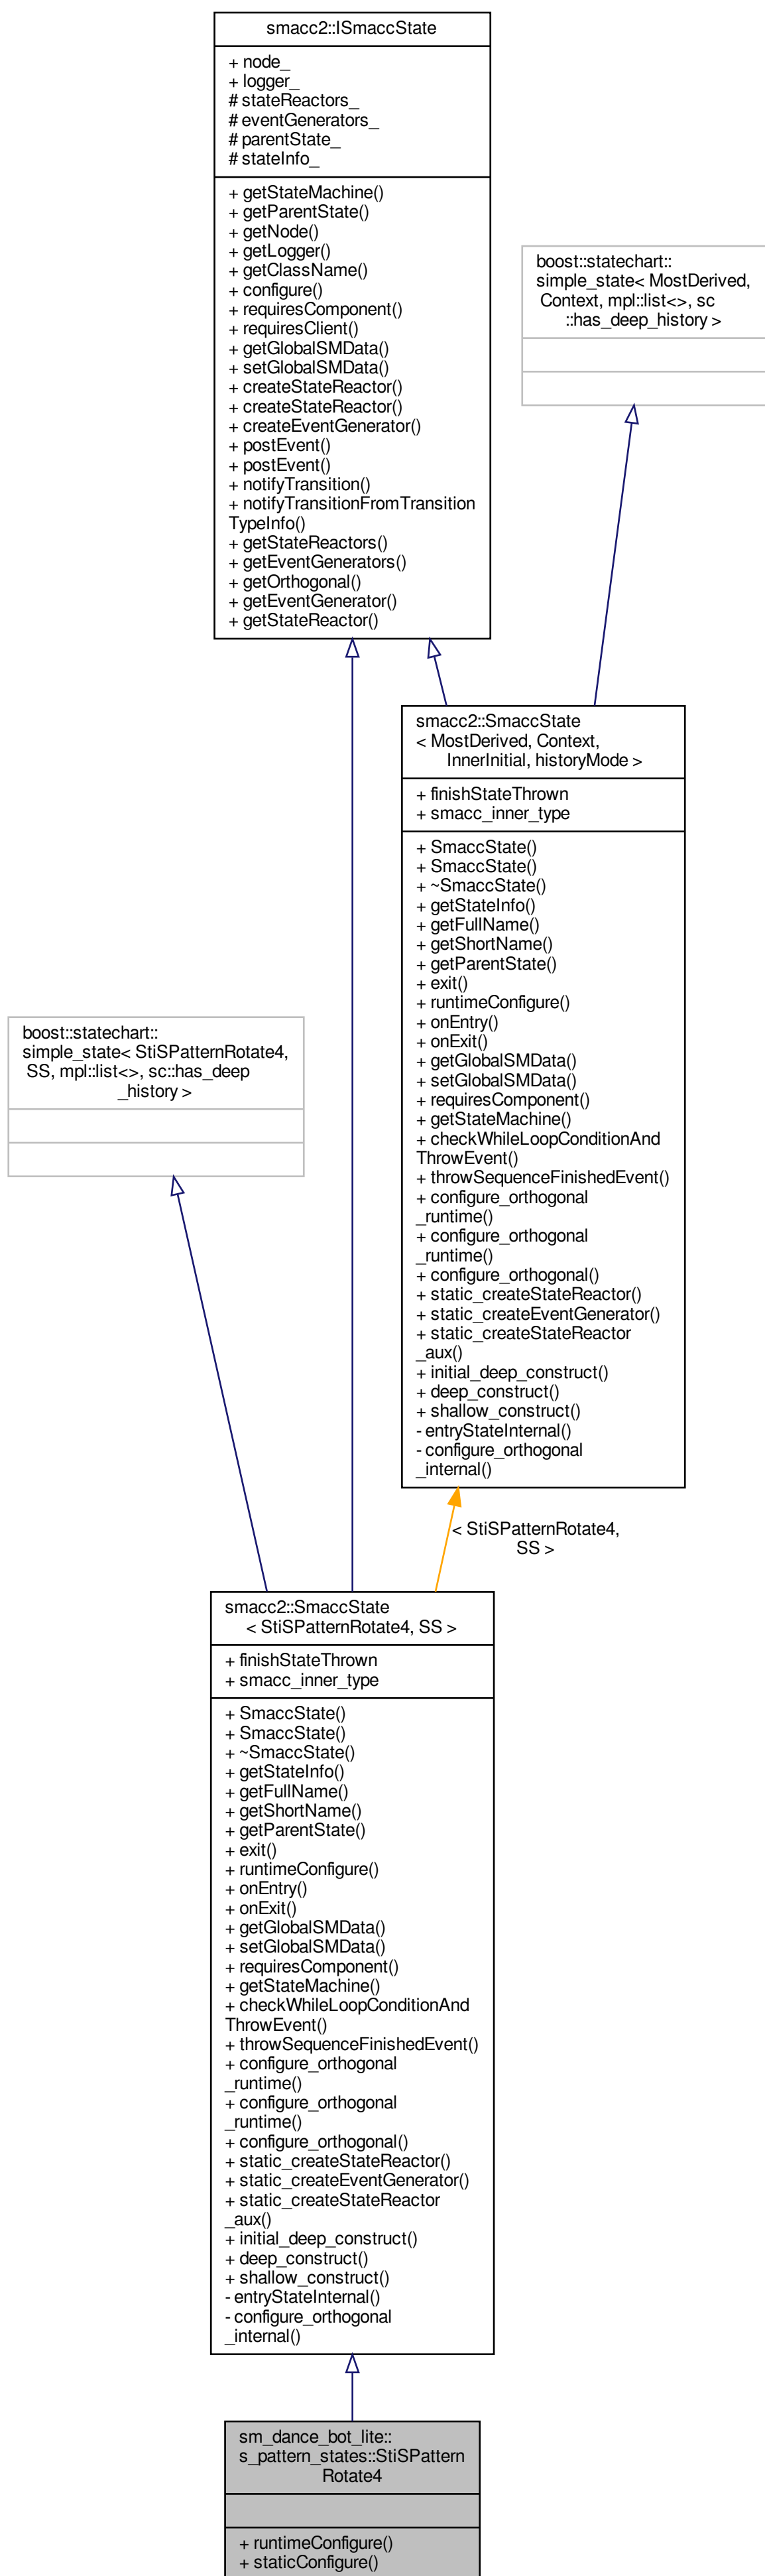 smacc2::ISmaccState
+ node_
+ logger_
# stateReactors_
# eventGenerators_
# parentState_
# stateInfo_
+ getStateMachine()
+ getParentState()
+ getNode()
+ getLogger()
+ getClassName()
+ configure()
+ requiresComponent()
+ requiresClient()
+ getGlobalSMData()
+ setGlobalSMData()
+ createStateReactor()
+ createStateReactor()
+ createEventGenerator()
+ postEvent()
+ postEvent()
+ notifyTransition()
+ notifyTransitionFromTransition
TypeInfo()
+ getStateReactors()
+ getEventGenerators()
+ getOrthogonal()
+ getEventGenerator()
+ getStateReactor()
boost::statechart::
simple_state< MostDerived,
Context, mpl::list<>, sc
::has_deep_history >
smacc2::SmaccState
< MostDerived, Context,
InnerInitial, historyMode >
+ finishStateThrown
+ smacc_inner_type
+ SmaccState()
+ SmaccState()
+ ~SmaccState()
+ getStateInfo()
+ getFullName()
+ getShortName()
+ getParentState()
+ exit()
+ runtimeConfigure()
+ onEntry()
+ onExit()
+ getGlobalSMData()
+ setGlobalSMData()
+ requiresComponent()
+ getStateMachine()
+ checkWhileLoopConditionAnd
ThrowEvent()
+ throwSequenceFinishedEvent()
+ configure_orthogonal
_runtime()
+ configure_orthogonal
_runtime()
+ configure_orthogonal()
+ static_createStateReactor()
+ static_createEventGenerator()
+ static_createStateReactor
_aux()
+ initial_deep_construct()
+ deep_construct()
+ shallow_construct()
- entryStateInternal()
- configure_orthogonal
_internal()
boost::statechart::
simple_state< StiSPatternRotate4,
SS, mpl::list<>, sc::has_deep
_history >
< StiSPatternRotate4,
SS >
smacc2::SmaccState
< StiSPatternRotate4, SS >
+ finishStateThrown
+ smacc_inner_type
+ SmaccState()
+ SmaccState()
+ ~SmaccState()
+ getStateInfo()
+ getFullName()
+ getShortName()
+ getParentState()
+ exit()
+ runtimeConfigure()
+ onEntry()
+ onExit()
+ getGlobalSMData()
+ setGlobalSMData()
+ requiresComponent()
+ getStateMachine()
+ checkWhileLoopConditionAnd
ThrowEvent()
+ throwSequenceFinishedEvent()
+ configure_orthogonal
_runtime()
+ configure_orthogonal
_runtime()
+ configure_orthogonal()
+ static_createStateReactor()
+ static_createEventGenerator()
+ static_createStateReactor
_aux()
+ initial_deep_construct()
+ deep_construct()
+ shallow_construct()
- entryStateInternal()
- configure_orthogonal
_internal()
sm_dance_bot_lite::
s_pattern_states::StiSPattern
Rotate4
+ runtimeConfigure()
+ staticConfigure()